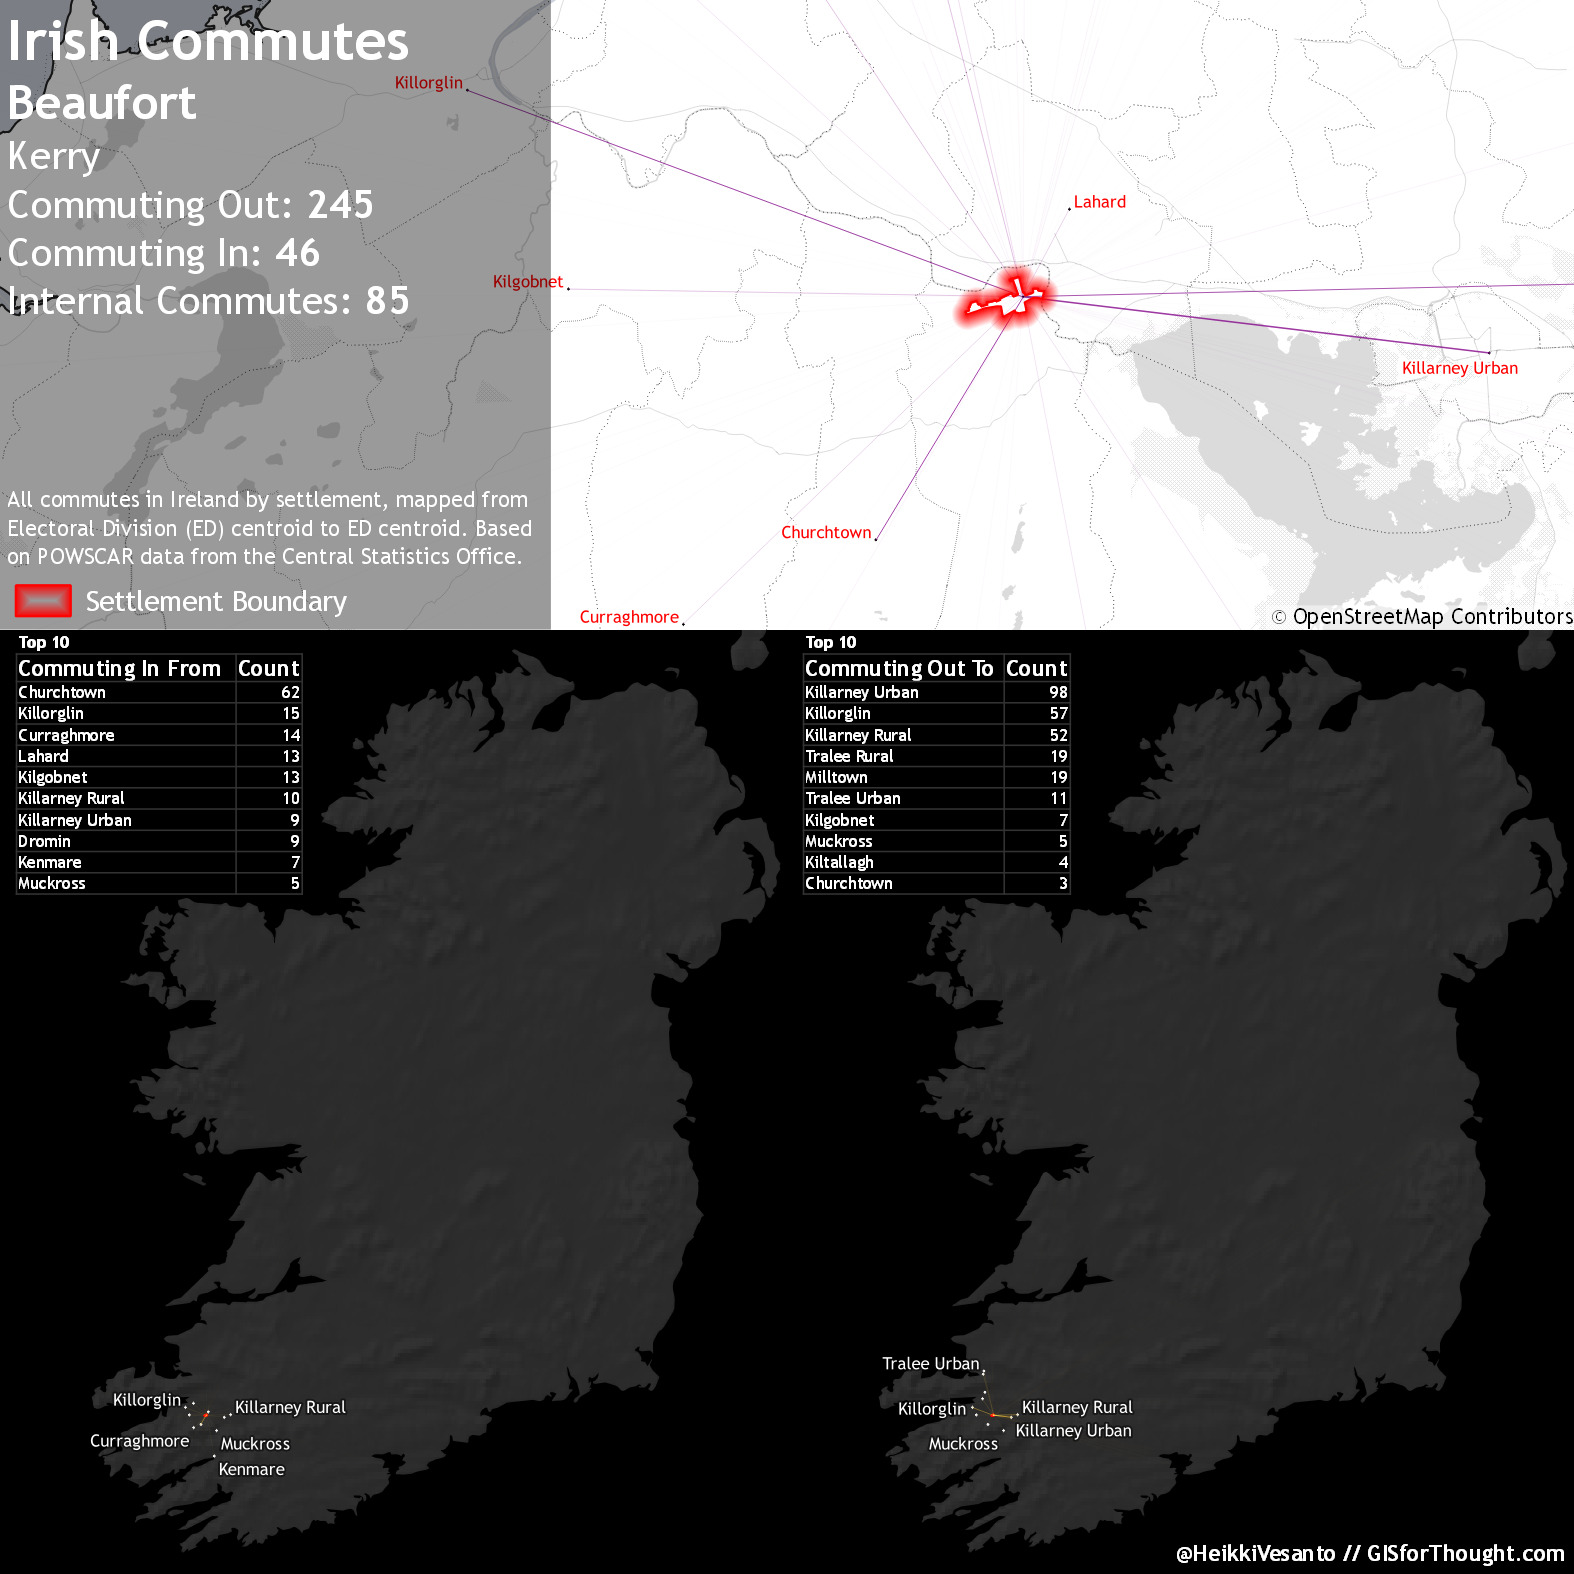 Irish Commutes
Beaufort
Kerry
Commuting Out: 245
Commuting In: 46
Internal Commutes: 85
All commutes in Ireland by settlement, mapped from
Electoral Division (ED) centroid to ED centroid. Based
on POWSCAR data from the Central Statistics Office.
Settlement Boundary
Killorglin
Lahard
Kilgobnet
Killarney Urban
Churchtown
Curraghmore
© OpenStreetMap Contributors
Top 10
Commuting In From Count
Churchtown 62
Killorglin 15
Curraghmore 14
Lahard 13
Kilgobnet 13
Killarney Rural 10
Killarney Urban 9
Dromin 9
Kenmare 7
Muckross 5
Killorglin
Killarney Rural
Curraghmore
Muckross
Kenmare
Top 10
Commuting Out To Count
Killarney Urban 98
Killorglin 57
Killarney Rural 52
Tralee Rural 19
Milltown 19
Tralee Urban 11
Kilgobnet 7
Muckross 5
Kiltallagh 4
Churchtown 3
Tralee Urban
Killorglin
Killarney Rural
Killarney Urban
Muckross
@HeikkiVesanto // GISforThought.com